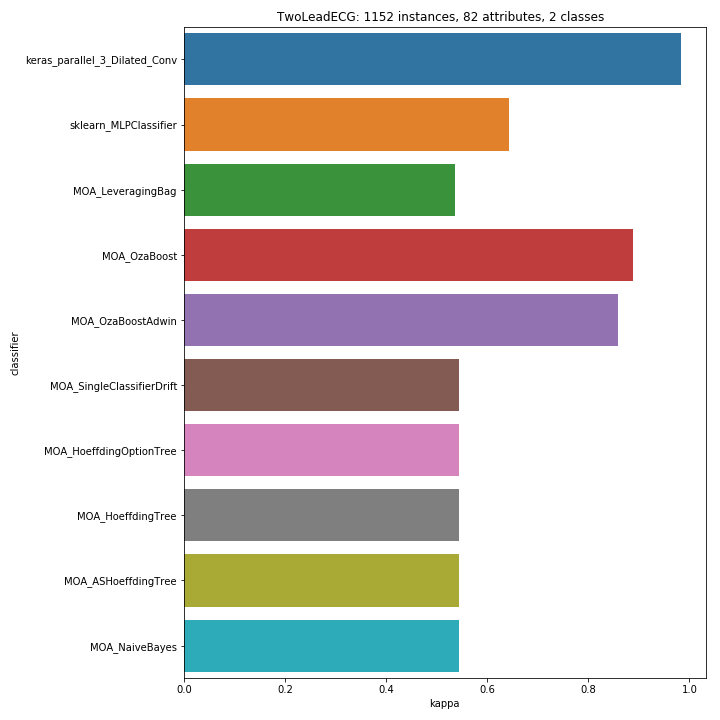 TwoLeadECG: 1152 instances, 82 attributes, 2 classes
classifier
keras_parallel_3_Dilated_Conv
sklearn_MLPClassifier
MOA_LeveragingBag
MOA_OzaBoost
MOA_OzaBoostAdwin
MOA_SingleClassifierDrift
MOA_HoeffdingOptionTree
MOA_HoeffdingTree
MOA_ASHoeffdingTree
MOA_NaiveBayes
0.0 0.2 0.4 0.6 0.8 1.0
kappa